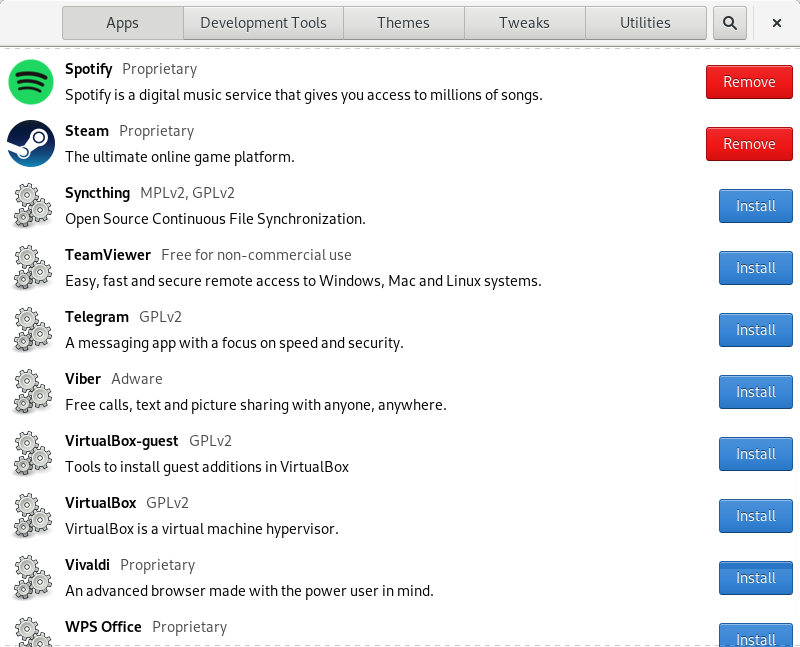 Apps Development Tools Themes Tweaks Utilities
Spotify Proprietary
Spotify is a digital music service that gives you access to millions of songs.
Remove
Steam Proprietary
The ultimate online game platform.
Remove
Syncthing MPLv2, GPLv2
Open Source Continuous File Synchronization.
Install
TeamViewer Free for non-commercial use
Easy, fast and secure remote access to Windows, Mac and Linux systems.
Install
Telegram GPLv2
A messaging app with a focus on speed and security.
Install
Viber Adware
Free calls, text and picture sharing with anyone, anywhere.
Install
VirtualBox-guest GPLv2
Tools to install guest additions in VirtualBox
Install
VirtualBox GPLv2
VirtualBox is a virtual machine hypervisor.
Install
Vivaldi Proprietary
An advanced browser made with the power user in mind.
Install
WPS Office Proprietary
Install